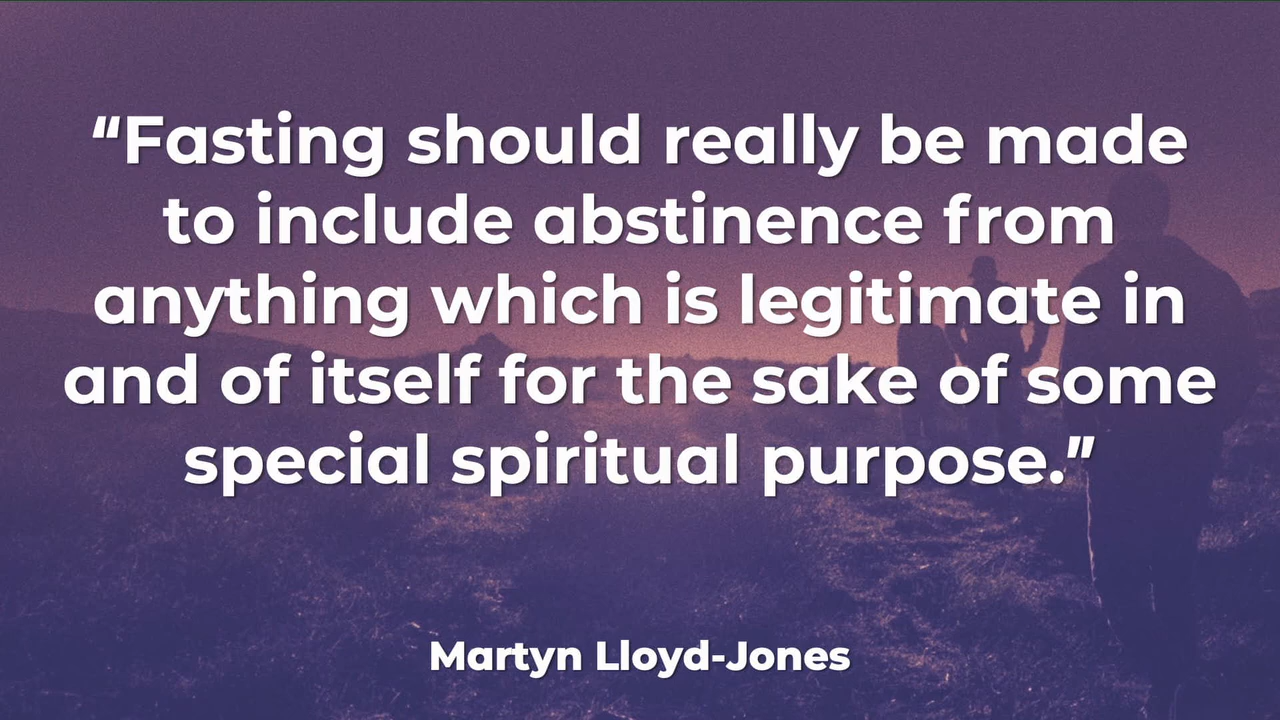 “Fasting should really be made
to include abstinence from
anything which is legitimate in
and of itself for the sake of some
special spiritual purpose.”
Martyn Lloyd-Jones